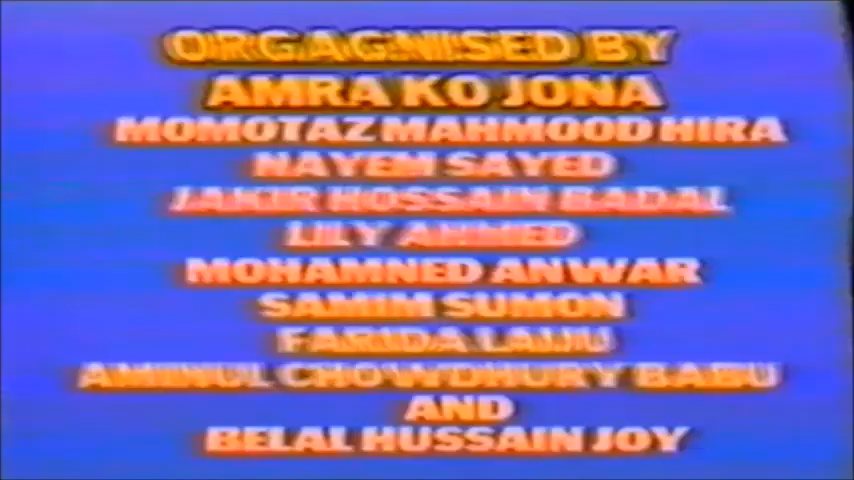 ORGAGNISED BY
AMRA KO JONA
MOMOTAZ MAHMOOD HIRA
NAYEM SAYED
JAKIR HOSSAIN BADAL
LILY AHMED
MOHAMNED ANWAR
SAMIM SUMON
FARIDA LAIJU
AMINUL CHOWDHURY BABU
AND
BELAL HUSSAIN JOY